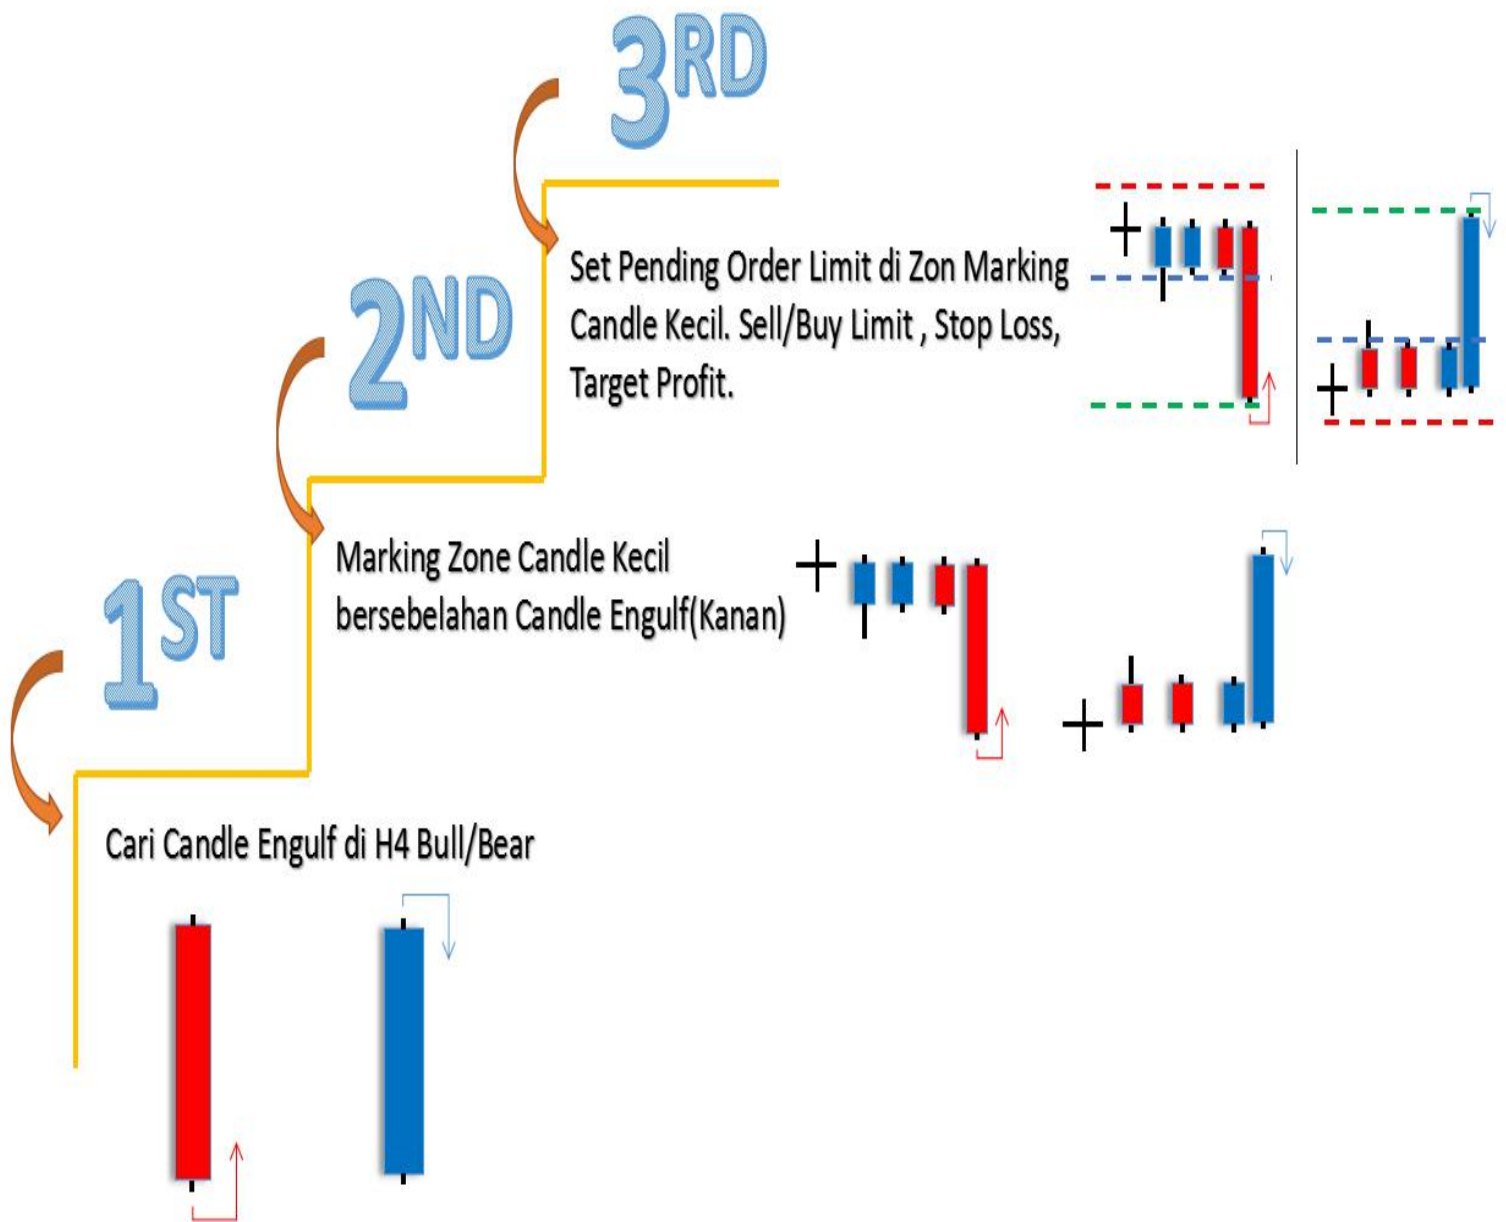 3RD
Set Pending Order Limit di Zon Marking
Candle Kecil. Sell/Buy Limit , Stop Loss,
Target Profit.
2ND
Marking Zone Candle Kecil
bersebelahan Candle Engulf(Kanan)
1ST
Cari Candle Engulf di H4 Bull/Bear